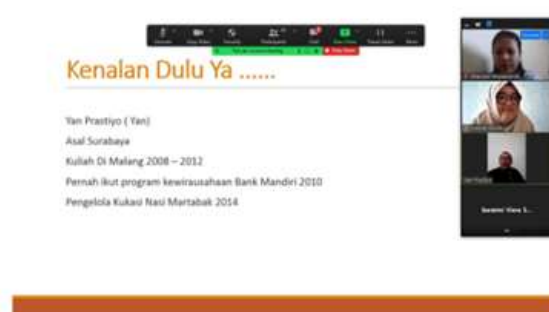 Kenalan Dulu Ya ......
Yan Prastiyo ( Yan)
Asal Surabaya
Kuliah Di Malang 2008 – 2012
Pernah ikut program kewirausahaan Bank Mandiri 2010
Pengelola Kukasi Nasi Martabak 2014